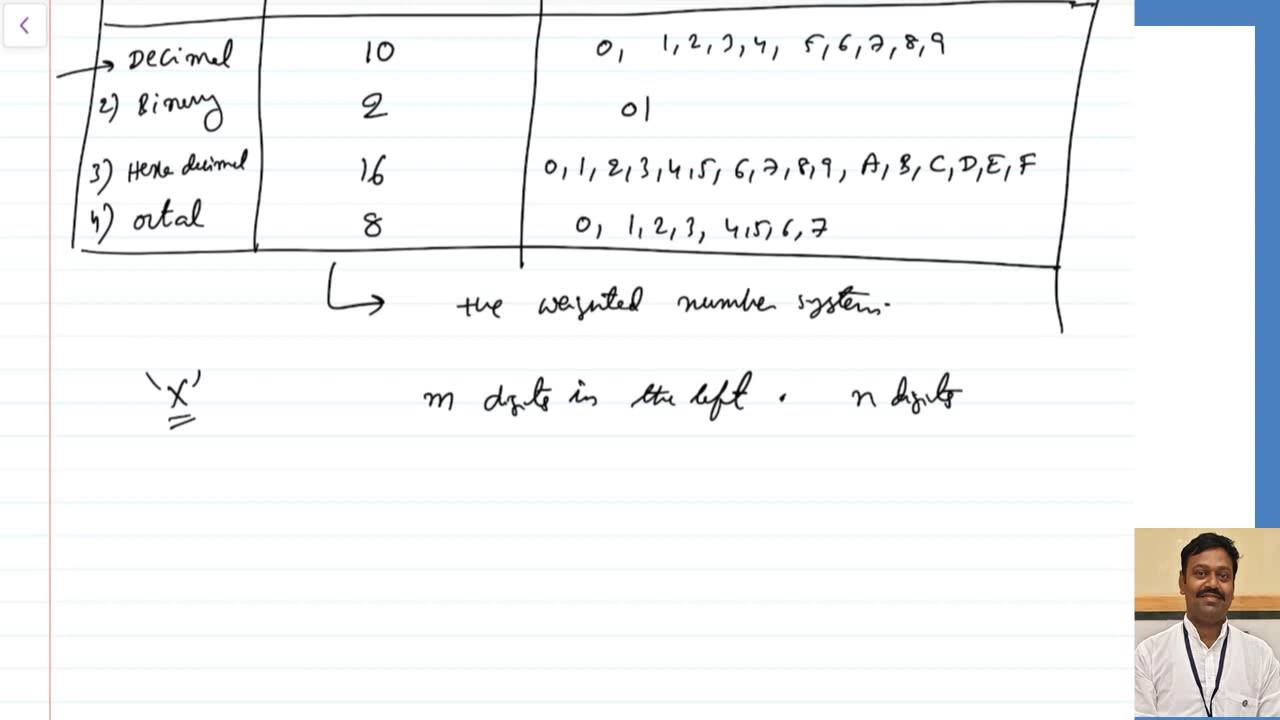 Decimal 10 0, 1,2,3,4, 5,6,7,8,9
2) Binary 2 01
3) Hexa decimal 16 0,1,2,3,4,5, 6,7,8,9, A,B,C,D,E,F
4) octal 8 0, 1,2,3, 4,5,6,7
the weighted number system.
'X' m digits in the left . n digits